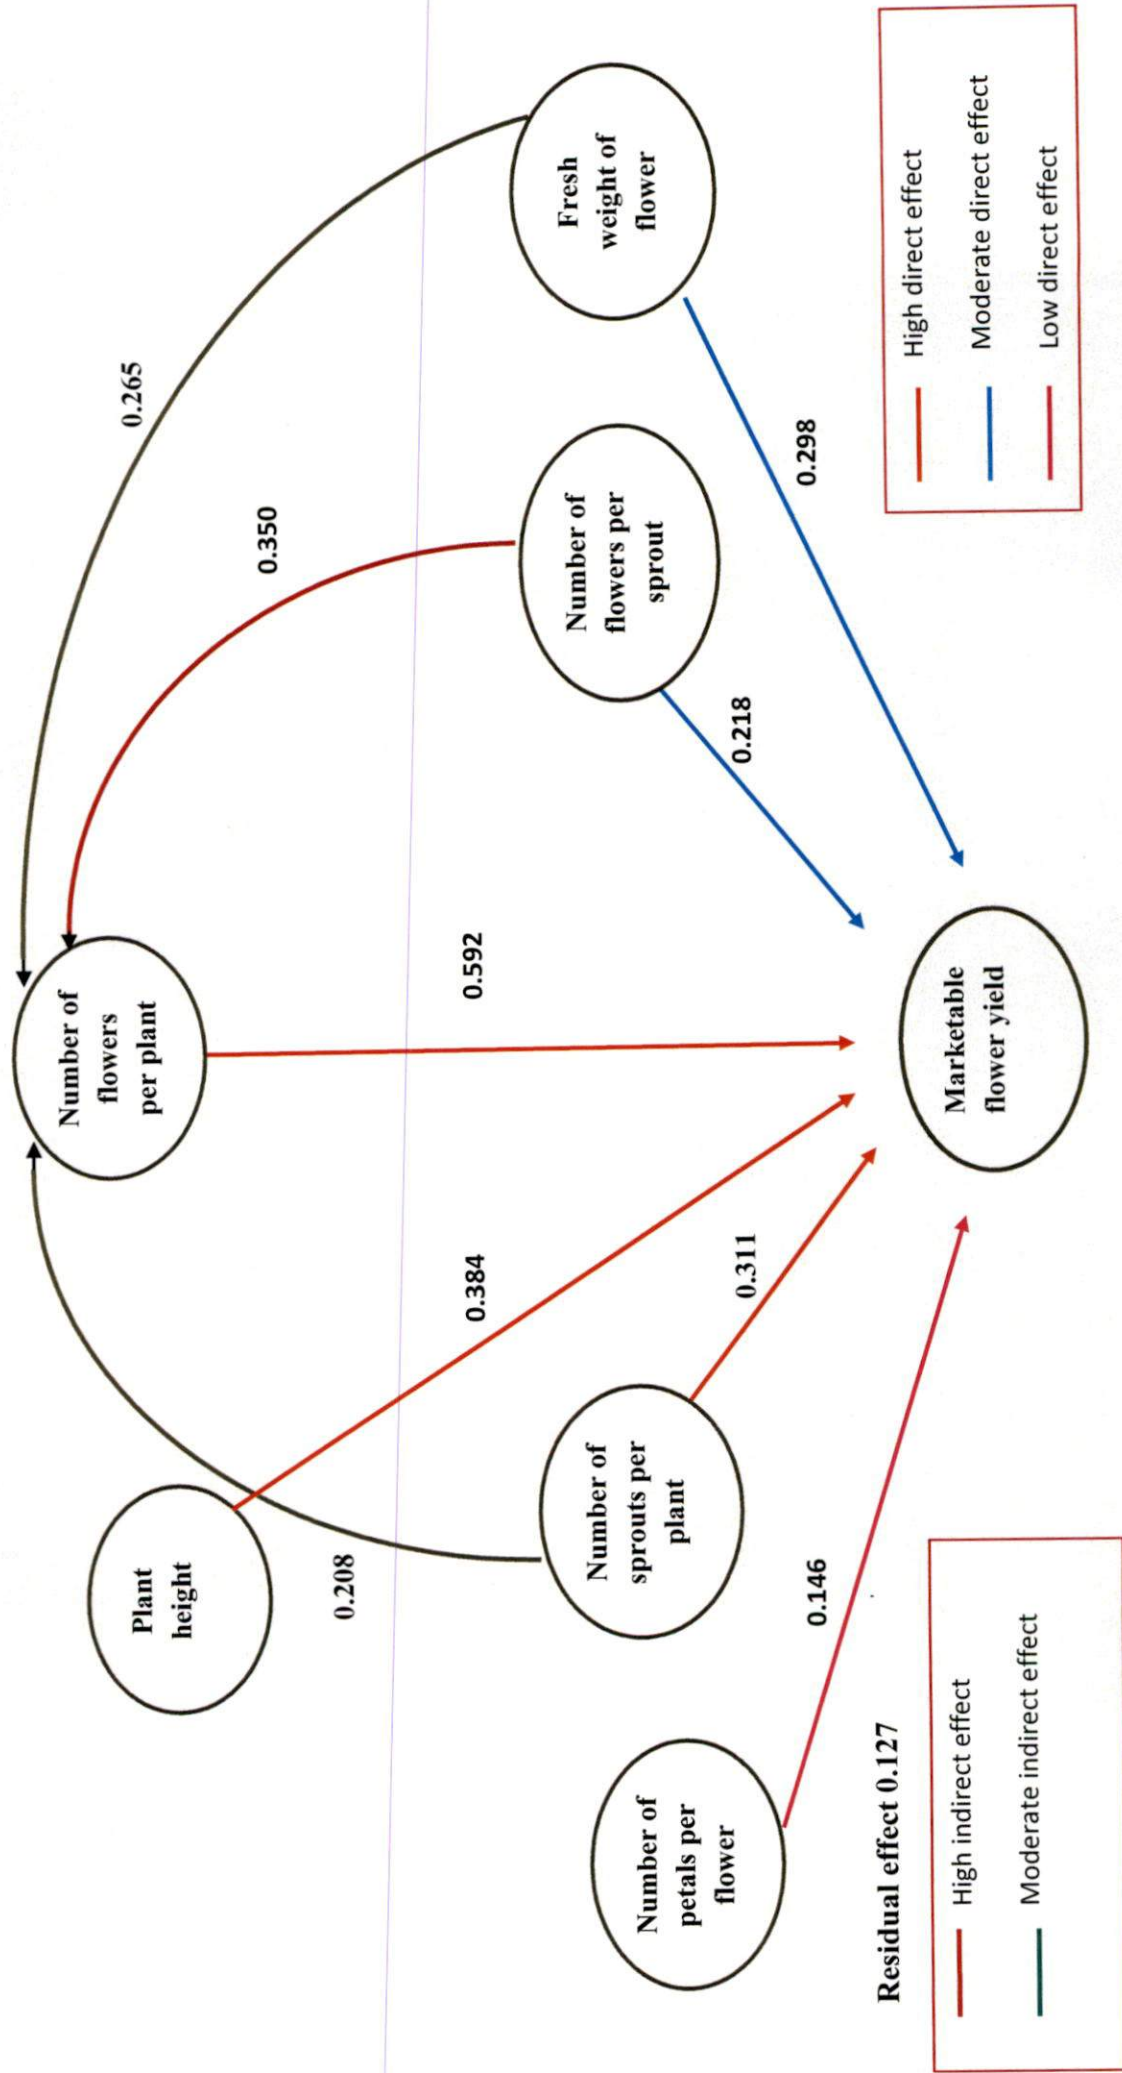 Number of
flowers
per plant
0.265
Plant
height
0.350
0.208
0.384
0.592
Number of
petals per
flower
Number of
sprouts per
plant
Number of
flowers per
sprout
Fresh
weight of
flower
0.311
0.218
0.146
0.298
Residual effect 0.127
Marketable
flower yield
High indirect effect
Moderate indirect effect
High direct effect
Moderate direct effect
Low direct effect